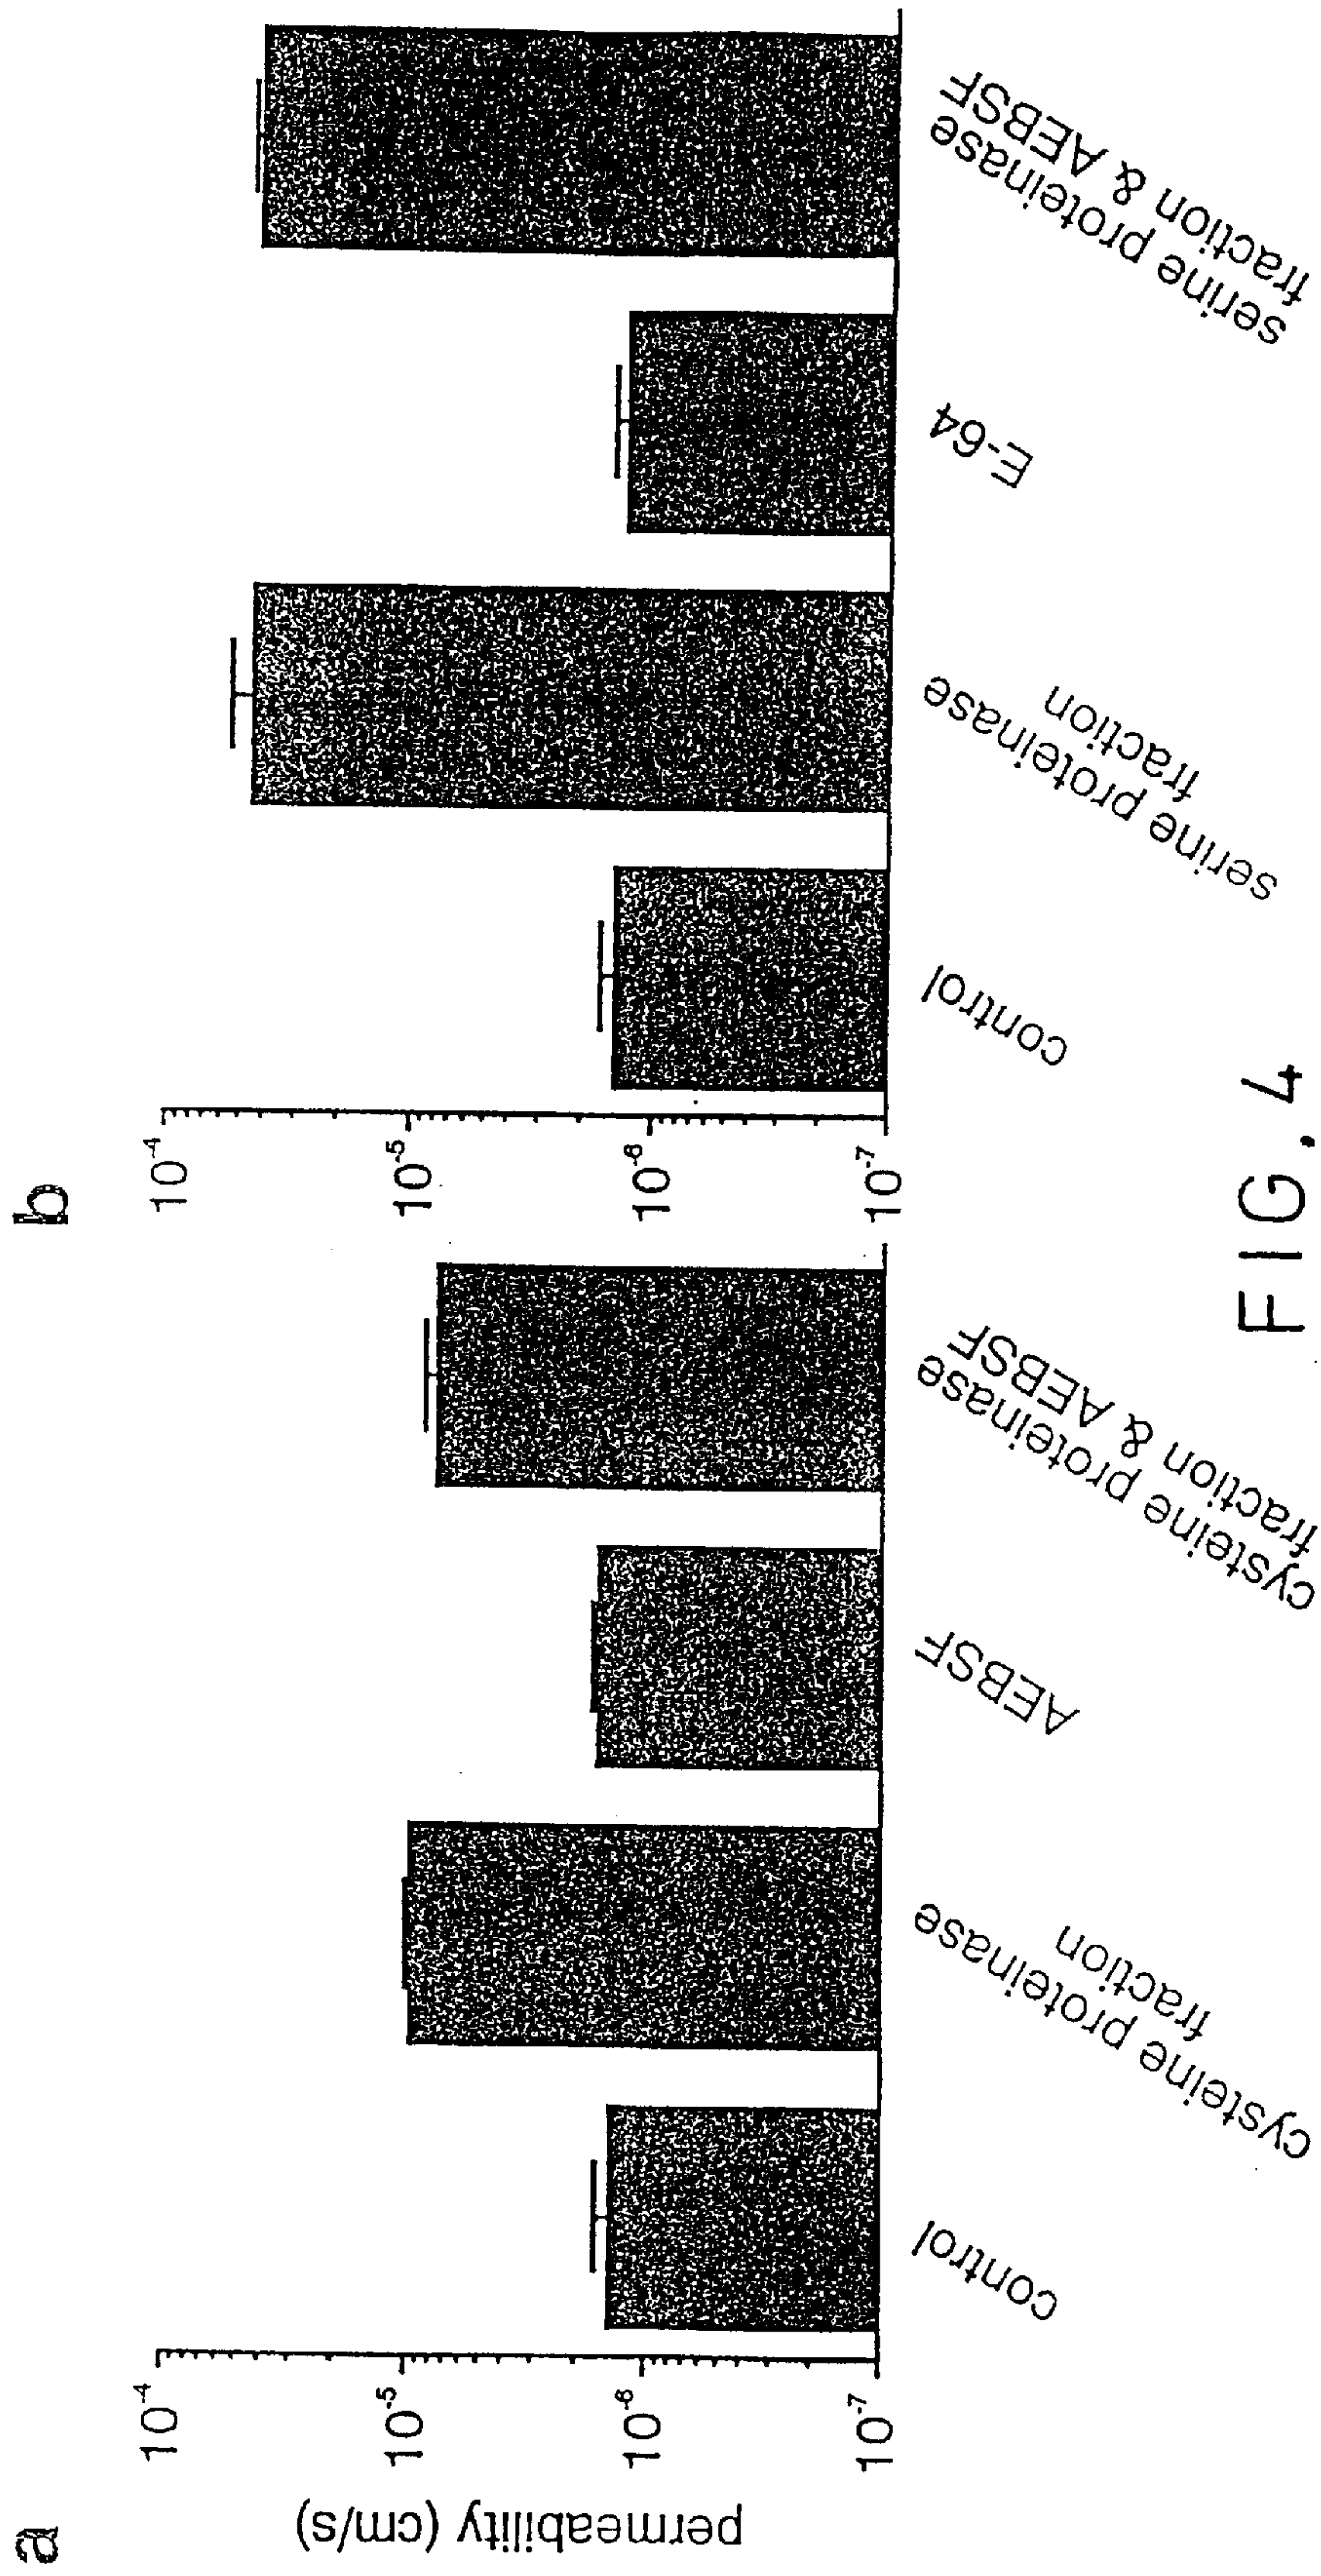 a
permeability (cm/s)
10-4
10-5
10-6
10-7
control
cysteine proteinase
fraction
AEBSF
cysteine proteinase
fraction & AEBSF
b
10-4
10-5
10-6
10-7
control
serine proteinase
fraction
E-64
serine proteinase
fraction & AEBSF
FIG. 4